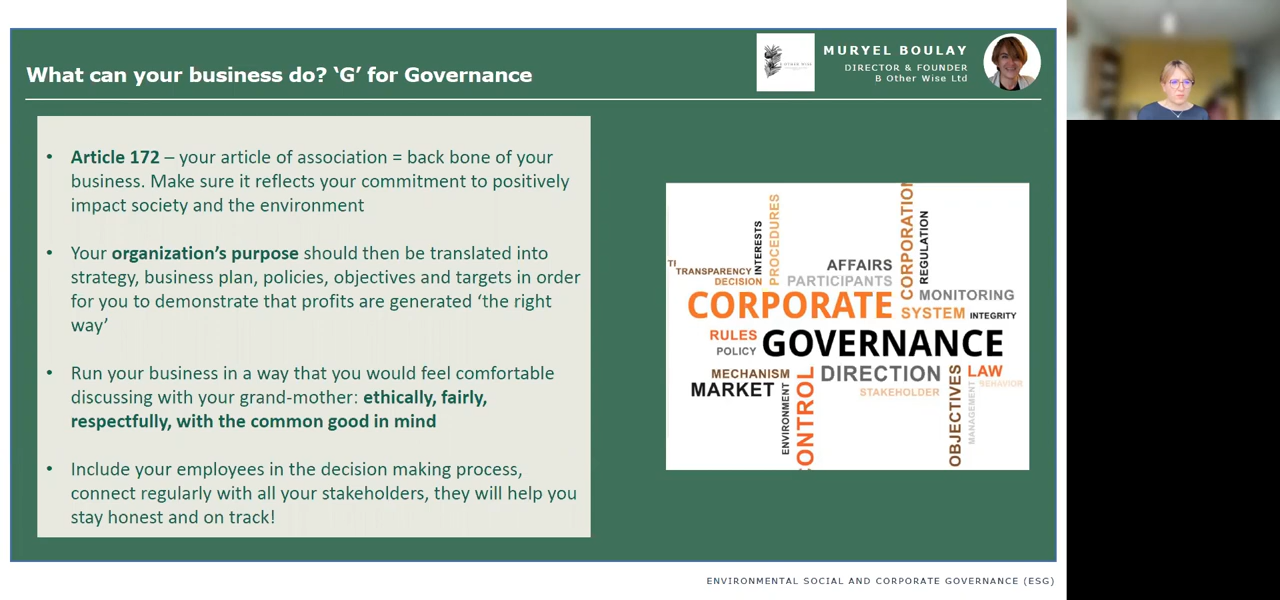 What can your business do? ‘G’ for Governance
MURYEL BOULAY
DIRECTOR & FOUNDER
B Other Wise Ltd
• Article 172 – your article of association = back bone of your
business. Make sure it reflects your commitment to positively
impact society and the environment
• Your organization’s purpose should then be translated into
strategy, business plan, policies, objectives and targets in order
for you to demonstrate that profits are generated ‘the right
way’
• Run your business in a way that you would feel comfortable
discussing with your grand-mother: ethically, fairly,
respectfully, with the common good in mind
• Include your employees in the decision making process,
connect regularly with all your stakeholders, they will help you
stay honest and on track!
TRANSPARENCY
DECISION
INTERESTS
PROCEDURES
AFFAIRS
PARTICIPANTS
CORPORATION
REGULATION
CORPORATE
MONITORING
SYSTEM
INTEGRITY
RULES
POLICY
GOVERNANCE
MECHANISM
MARKET
ENVIRONMENT
ONTROL
DIRECTION
STAKEHOLDER
OBJECTIVES
LAW
BEHAVIOR
MANAGEMENT
ENVIRONMENTAL SOCIAL AND CORPORATE GOVERNANCE (ESG)